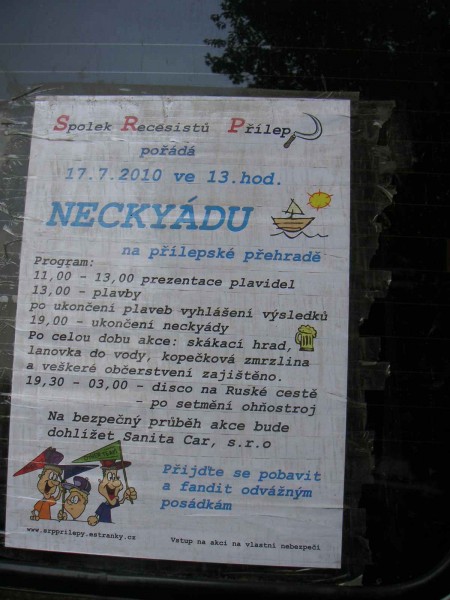 Spolek Recesistů Přílep
pořádá
17.7.2010 ve 13.hod.
NECKYÁDU
na přílepské přehradě
Program:
11,00 - 13,00 prezentace plavidel
13,00 - plavby
po ukončení plaveb vyhlášení výsledků
19,00 - ukončení neckyády
Po celou dobu akce: skákací hrad,
lanovka do vody, kopečková zmrzlina
a veškeré občerstvení zajištěno.
19,30 - 03,00 - disco na Ruské cestě
- po setmění ohňostroj
Na bezpečný průběh akce bude
dohlížet Sanita Car, s.r.o
Přijďte se pobavit
a fandit odvážným
posádkám
www.srpprilepy.estranky.cz
Vstup na akci na vlastní nebezpečí